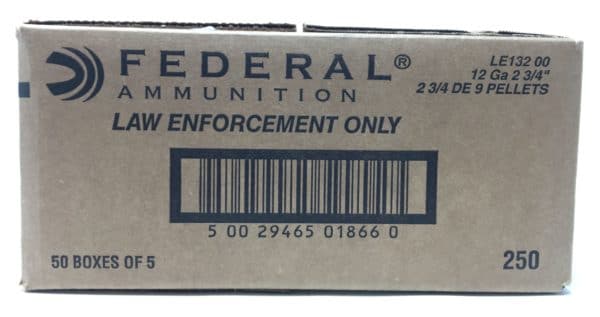 FEDERAL®
AMMUNITION
LE132 00
12 Ga 2 3/4"
2 3/4 DE 9 PELLETS
LAW ENFORCEMENT ONLY
5 00 29465 01866 0
50 BOXES OF 5
250